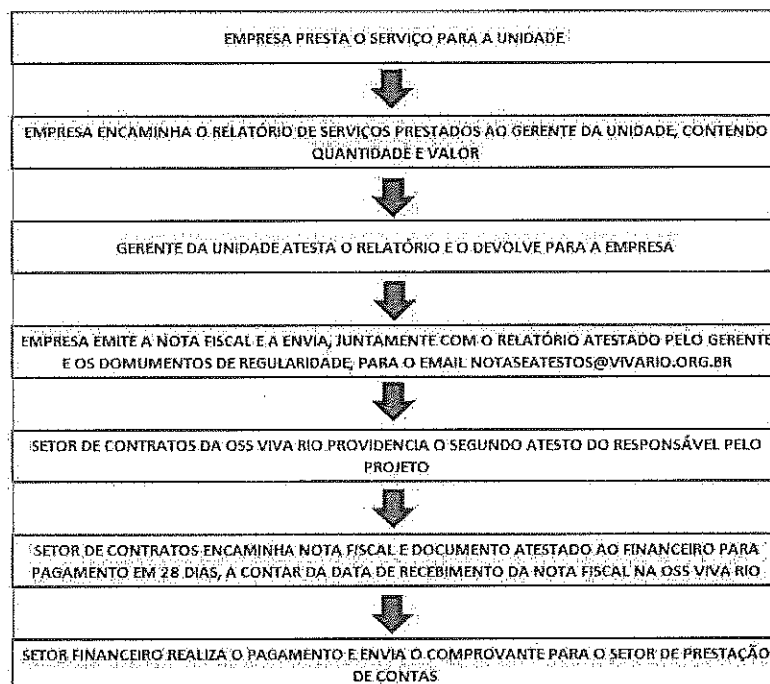 EMPRESA PRESTA O SERVIÇO PARA A UNIDADE
EMPRESA ENCAMINHA O RELATÓRIO DE SERVIÇOS PRESTADOS AO GERENTE DA UNIDADE, CONTENDO
QUANTIDADE E VALOR
GERENTE DA UNIDADE ATESTA O RELATÓRIO E O DEVOLVE PARA A EMPRESA
EMPRESA EMITE A NOTA FISCAL E A ENVIA, JUNTAMENTE COM O RELATÓRIO ATESTADO PELO GERENTE
E OS DOMUMENTOS DE REGULARIDADE, PARA O EMAIL NOTASEATESTOS@VIVARIO.ORG.BR
SETOR DE CONTRATOS DA OSS VIVA RIO PROVIDENCIA O SEGUNDO ATESTO DO RESPONSÁVEL PELO
PROJETO
SETOR DE CONTRATOS ENCAMINHA NOTA FISCAL E DOCUMENTO ATESTADO AO FINANCEIRO PARA
PAGAMENTO EM 28 DIAS, A CONTAR DA DATA DE RECEBIMENTO DA NOTA FISCAL NA OSS VIVA RIO
SETOR FINANCEIRO REALIZA O PAGAMENTO E ENVIA O COMPROVANTE PARA O SETOR DE PRESTAÇÃO
DE CONTAS